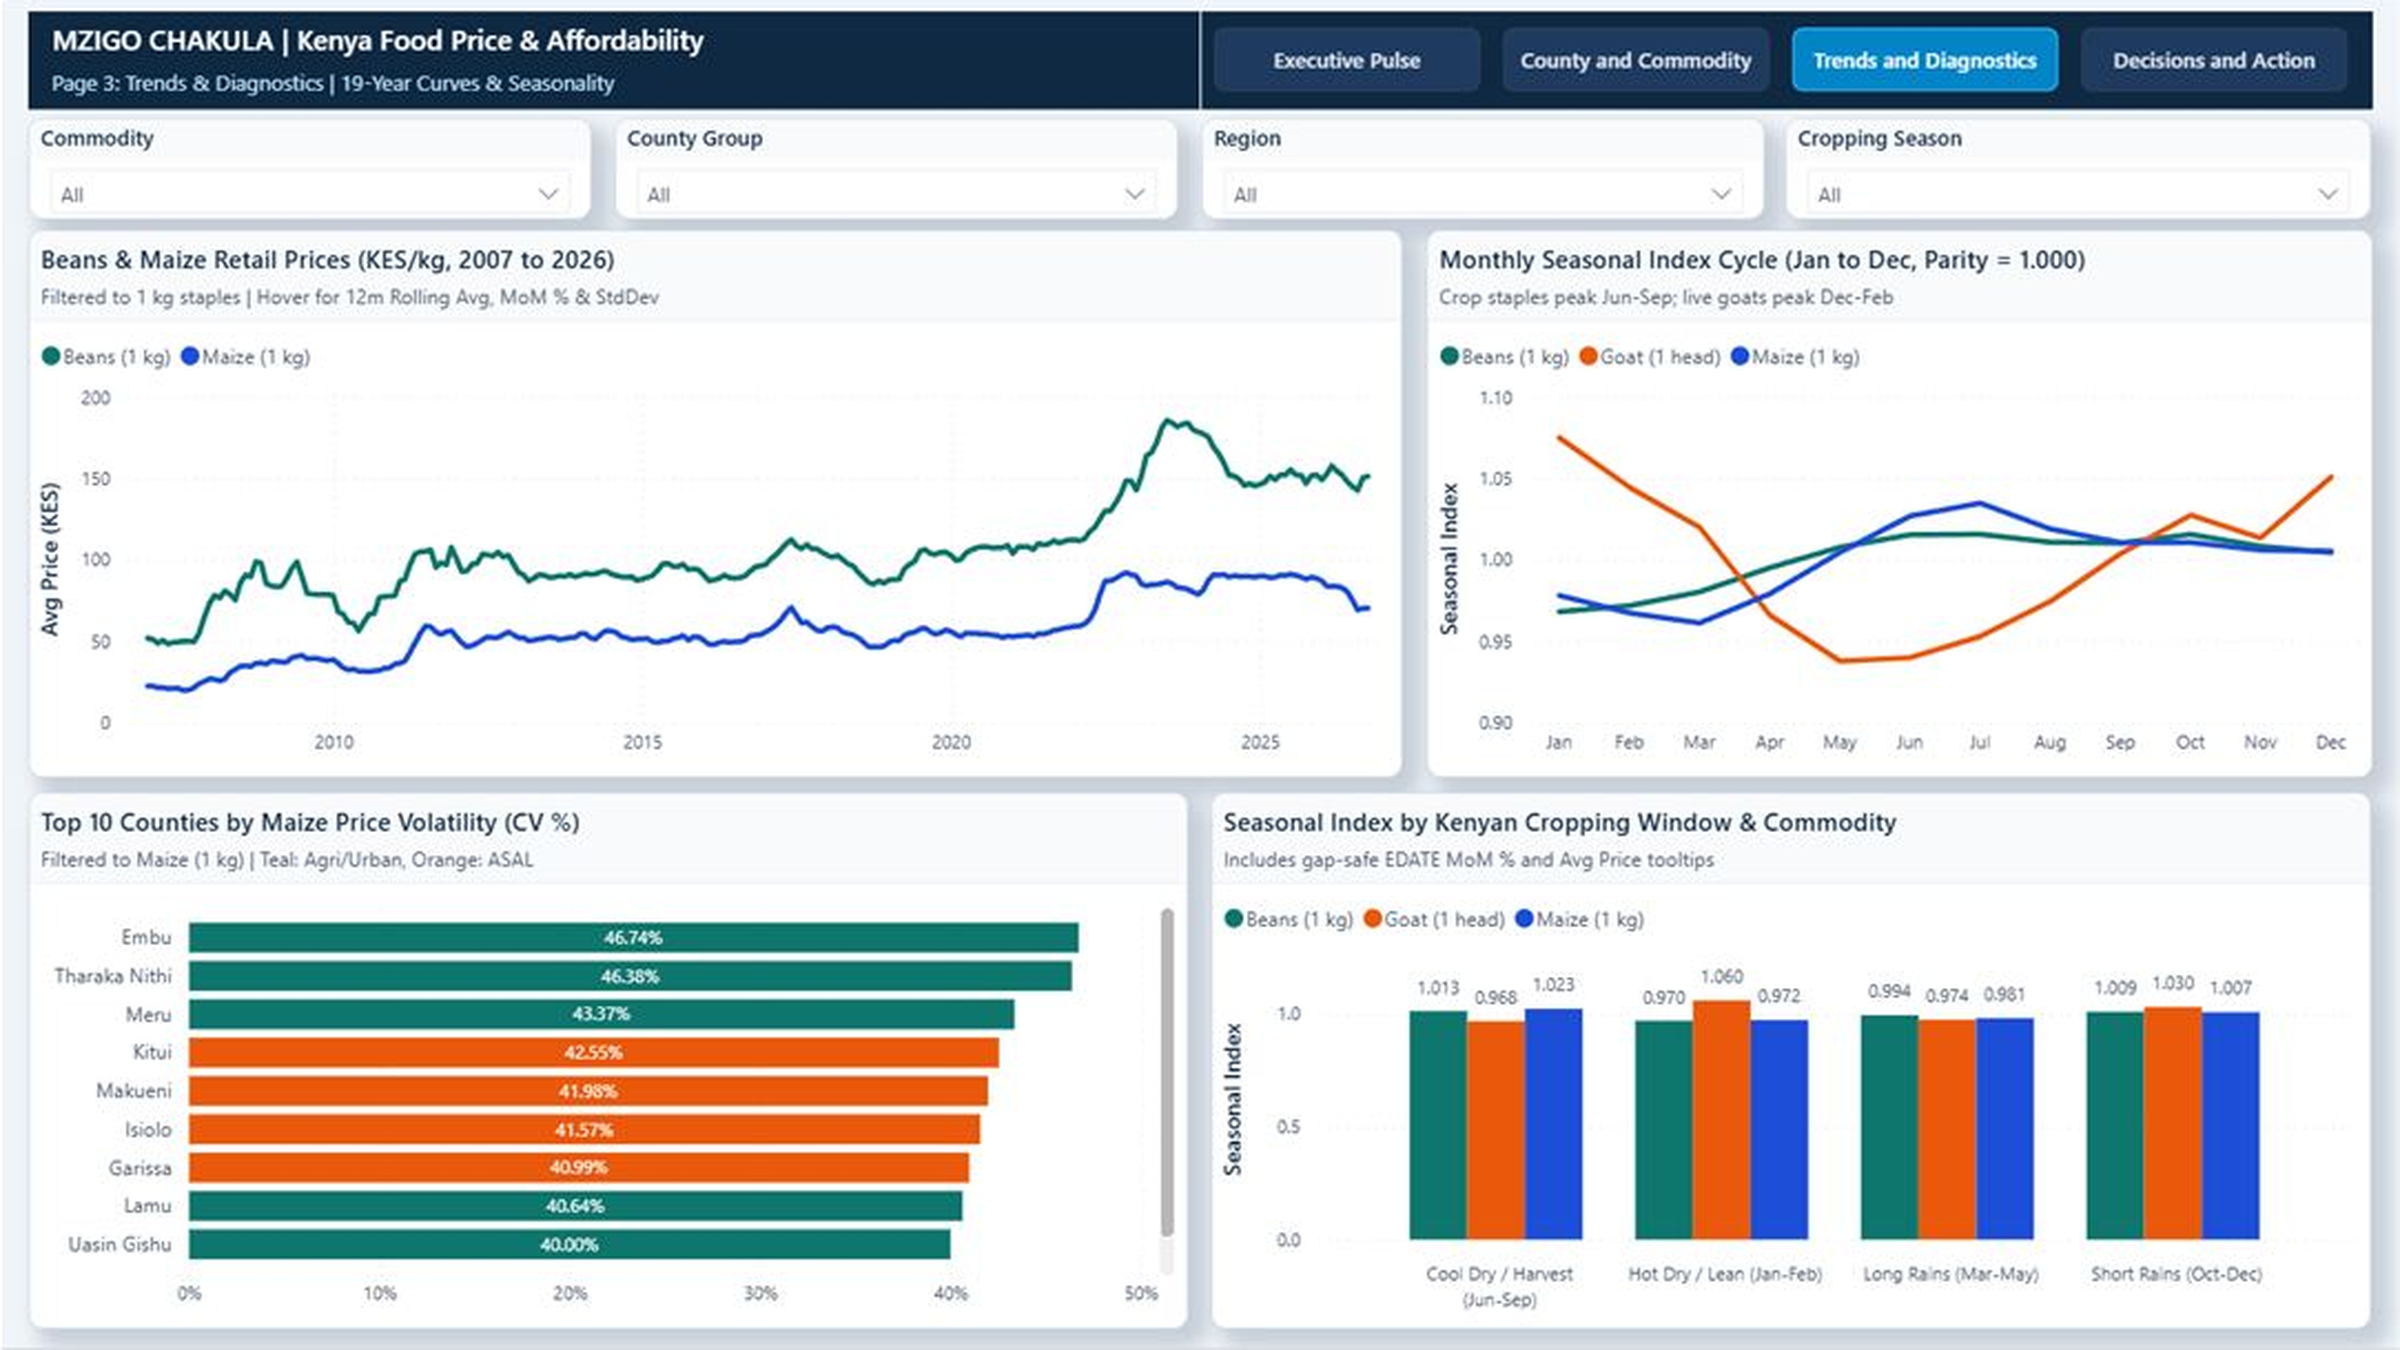 MZIGO CHAKULA | Kenya Food Price & Affordability
Page 3: Trends & Diagnostics | 19-Year Curves & Seasonality
Executive Pulse
County and Commodity
Trends and Diagnostics
Decisions and Action
Commodity
All
County Group
All
Region
All
Cropping Season
All
Beans & Maize Retail Prices (KES/kg, 2007 to 2026)
Filtered to 1 kg staples | Hover for 12m Rolling Avg, MoM % & StdDev
Beans (1 kg) Maize (1 kg)
Avg Price (KES)
200
150
100
50
0
2010 2015 2020 2025
Monthly Seasonal Index Cycle (Jan to Dec, Parity = 1.000)
Crop staples peak Jun-Sep; live goats peak Dec-Feb
Beans (1 kg) Goat (1 head) Maize (1 kg)
Seasonal Index
1.10
1.05
1.00
0.95
0.90
Jan Feb Mar Apr May Jun Jul Aug Sep Oct Nov Dec
Top 10 Counties by Maize Price Volatility (CV %)
Filtered to Maize (1 kg) | Teal: Agri/Urban, Orange: ASAL
Embu 46.74%
Tharaka Nithi 46.38%
Meru 43.37%
Kitui 42.55%
Makueni 41.98%
Isiolo 41.57%
Garissa 40.99%
Lamu 40.64%
Uasin Gishu 40.00%
0% 10% 20% 30% 40% 50%
Seasonal Index by Kenyan Cropping Window & Commodity
Includes gap-safe EDATE MoM % and Avg Price tooltips
Beans (1 kg) Goat (1 head) Maize (1 kg)
Seasonal Index
1.0
0.5
0.0
1.013 0.968 1.023
0.970 1.060 0.972
0.994 0.974 0.981
1.009 1.030 1.007
Cool Dry / Harvest
(Jun-Sep)
Hot Dry / Lean (Jan-Feb)
Long Rains (Mar-May)
Short Rains (Oct-Dec)